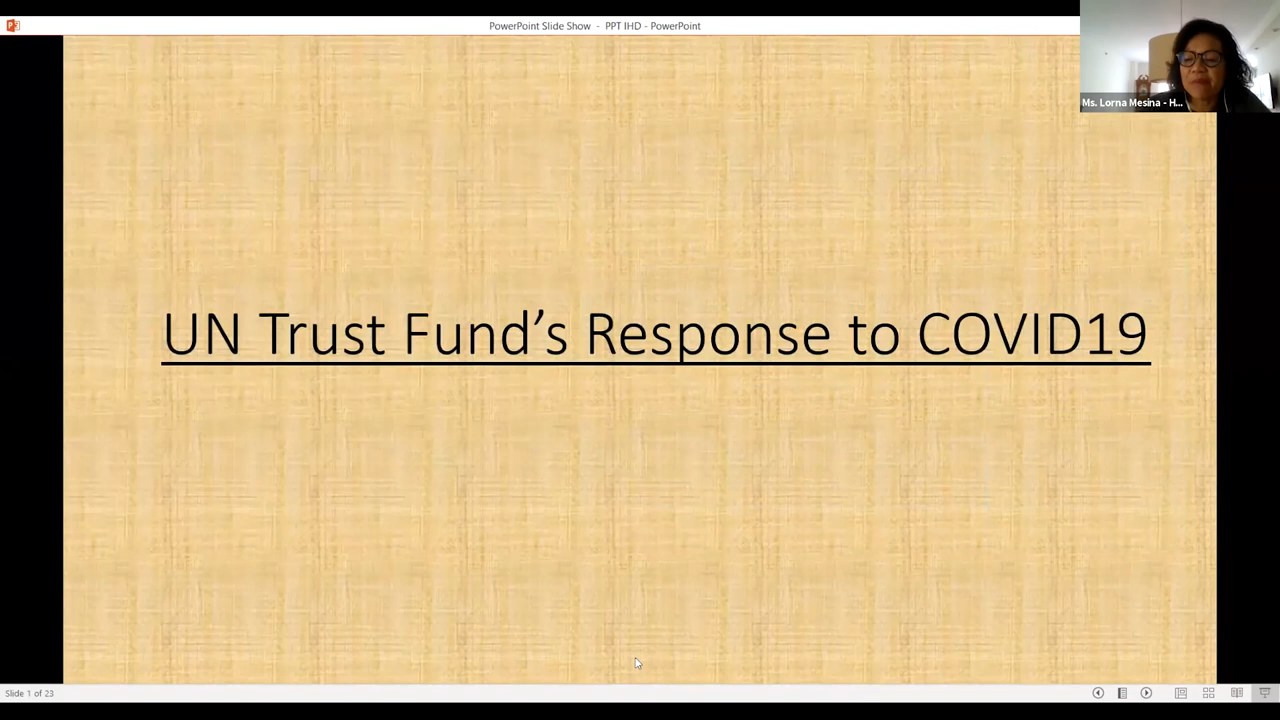 PowerPoint Slide Show - PPT IHD - PowerPoint
Ms. Lorna Mesina - H...
UN Trust Fund’s Response to COVID19
Slide 1 of 23